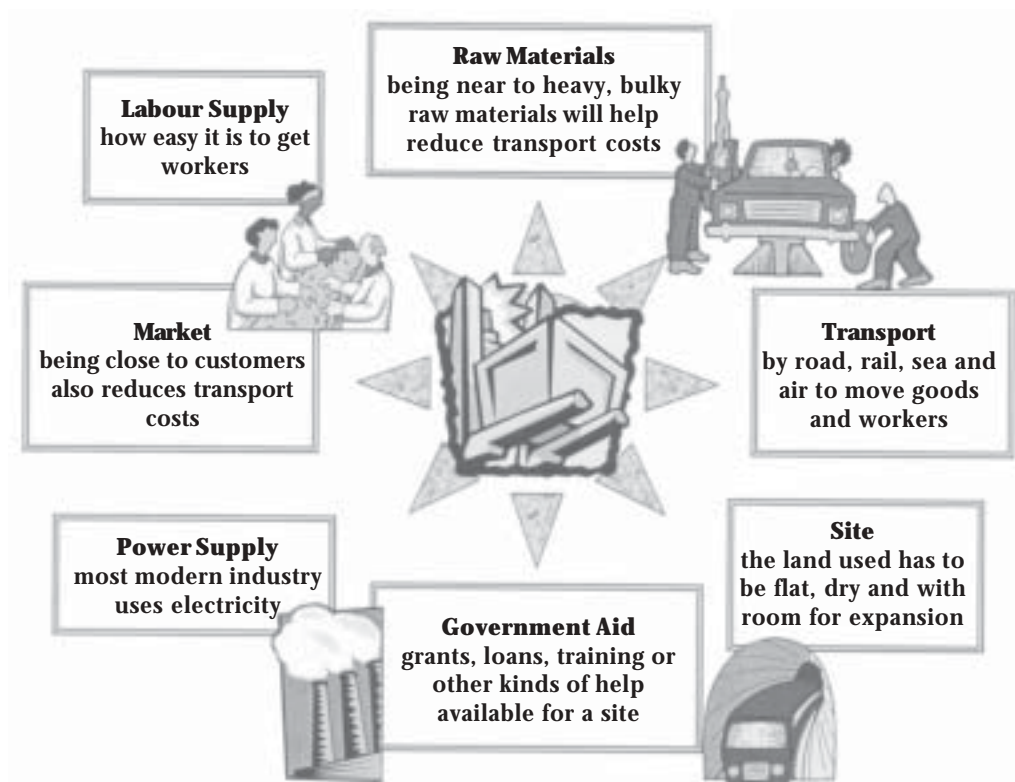 Raw Materials
being near to heavy, bulky
raw materials will help
reduce transport costs
Labour Supply
how easy it is to get
workers
Market
being close to customers
also reduces transport
costs
Transport
by road, rail, sea and
air to move goods
and workers
Power Supply
most modern industry
uses electricity
Government Aid
grants, loans, training or
other kinds of help
available for a site
Site
the land used has to
be flat, dry and with
room for expansion